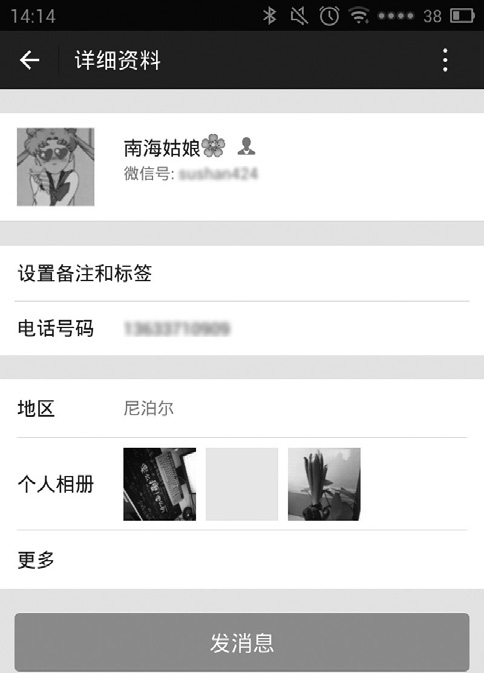 14:14
38
详细资料
南海姑娘
微信号:
设置备注和标签
电话号码
地区 尼泊尔
个人相册
更多
发消息